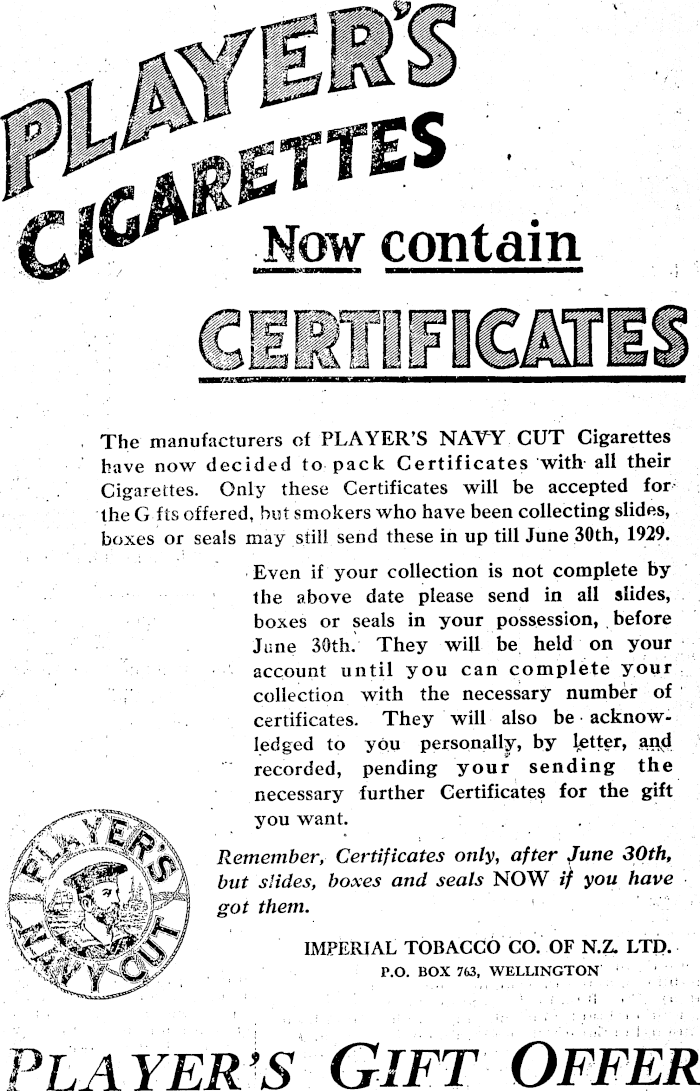 PLAYER'S
CIGARETTES
Now contain
CERTIFICATES
The manufacturers of PLAYER'S NAVY CUT Cigarettes
have now decided to pack Certificates with all their
Cigarettes. Only these Certificates will be accepted for
the G fts offered, but smokers who have been collecting slides,
boxes or seals may still send these in up till June 30th, 1929.
Even if your collection is not complete by
the above date please send in all slides,
boxes or seals in your possession, before
June 30th. They will be held on your
account until you can complete your
collection with the necessary number of
certificates. They will also be acknow-
ledged to you personally, by letter, and
recorded, pending your sending the
necessary further Certificates for the gift
you want.
PLAYER'S
NAVY CUT
Remember, Certificates only, after June 30th,
but slides, boxes and seals NOW if you have
got them.
IMPERIAL TOBACCO CO. OF N.Z. LTD.
P.O. BOX 763, WELLINGTON
PLAYER'S GIFT OFFER